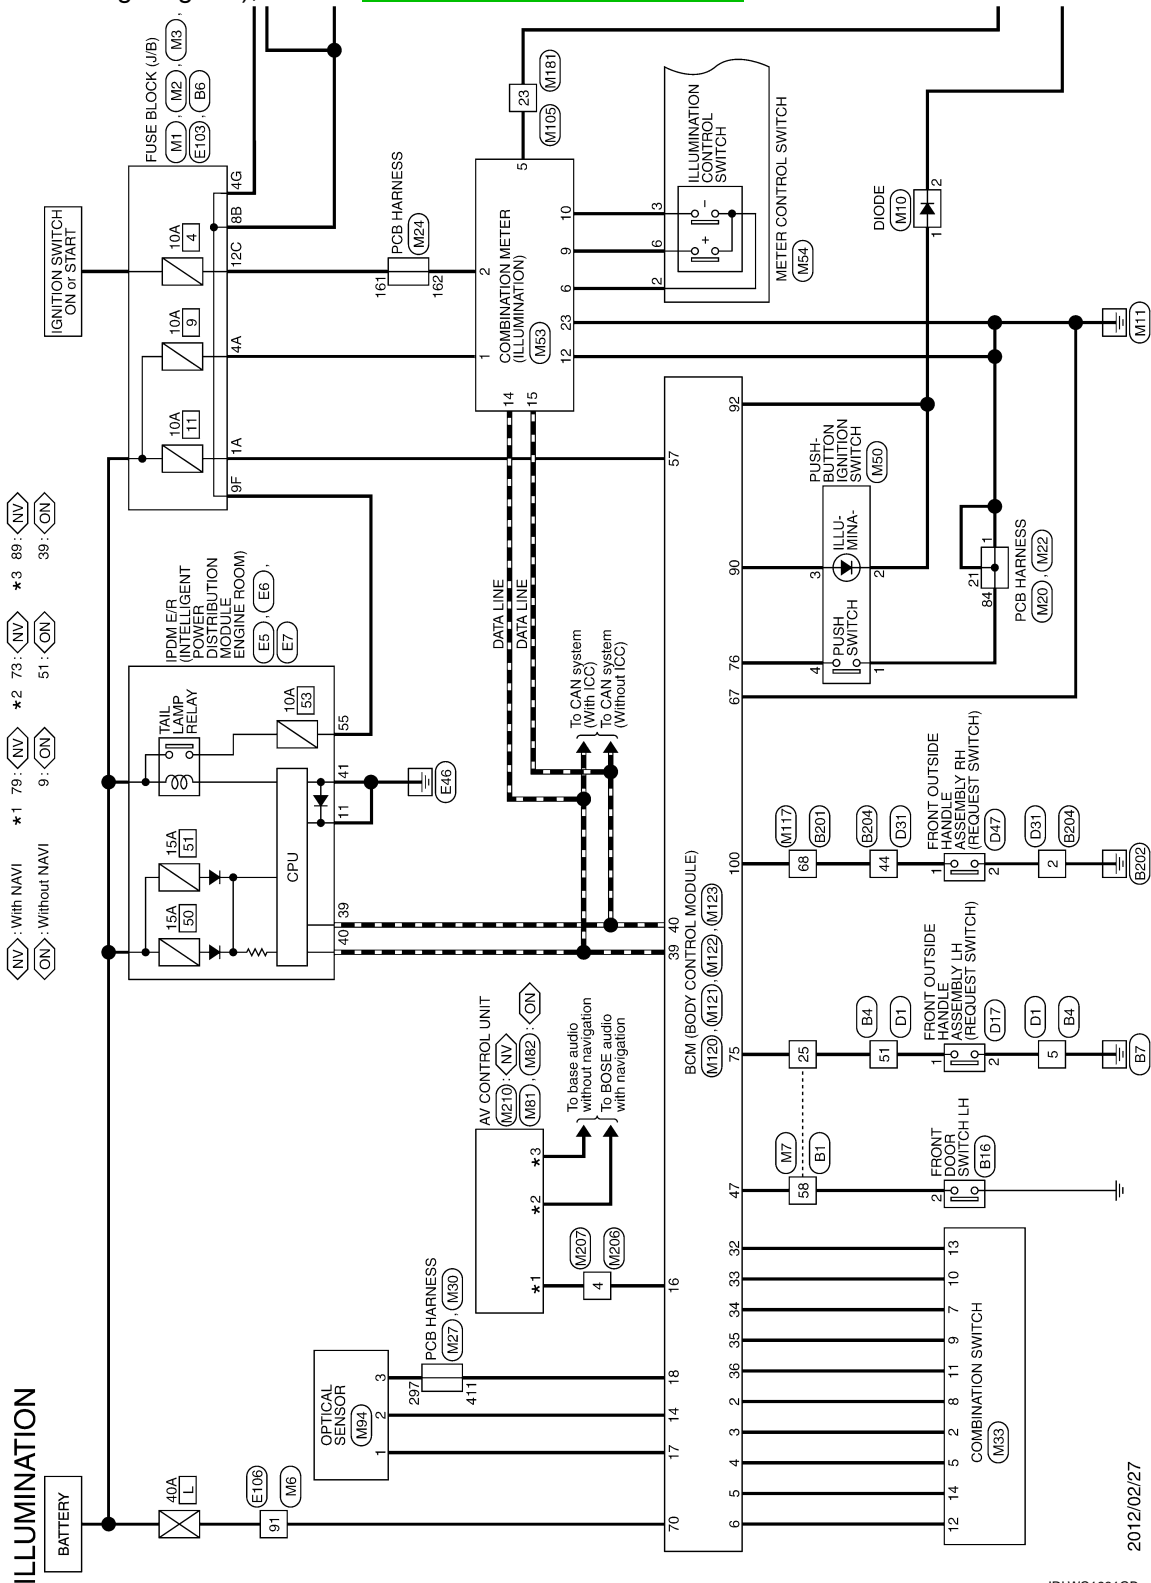 ILLUMINATION
NV : With NAVI
ON : Without NAVI
*1 79 : NV
9 : ON
*2 73 : NV
51 : ON
*3 89 : NV
39 : ON
BATTERY
IGNITION SWITCH
ON or START
40A
L
E106
91
M6
OPTICAL
SENSOR
M94
1 2 3
297
411
PCB HARNESS
M27 , M30
15A
50
15A
51
TAIL
LAMP
RELAY
10A
53
CPU
40 39 11 41 55
IPDM E/R
(INTELLIGENT
POWER
DISTRIBUTION
MODULE
ENGINE ROOM)
E5 , E6 ,
E7
E46
10A
11
10A
9
10A
4
9F 1A 4A 12C 8B 4G
FUSE BLOCK (J/B)
M1 , M2 , M3 ,
E103 , B6
161
162
PCB HARNESS
M24
AV CONTROL UNIT
M210 : NV
M81 , M82 : ON
*1 *2 *3
To base audio
without navigation
To BOSE audio
with navigation
M207
4
M206
DATA LINE
DATA LINE
To CAN system
(With ICC)
To CAN system
(Without ICC)
14 15
1 2 5
COMBINATION METER
(ILLUMINATION)
M53
12 23 6 9 10
M105
23
M181
2 6 3
+ -
ILLUMINATION
CONTROL
SWITCH
METER CONTROL SWITCH
M54
70 17 14 18 16 39 40 57
BCM (BODY CONTROL MODULE)
M120 , M121 , M122 , M123
6 5 4 3 2 36 35 34 33 32 47 75 100 67 76 90 92
12 14 5 2 8 11 9 7 10 13
COMBINATION SWITCH
M33
M7
58
B1
2
FRONT
DOOR
SWITCH LH
B16
25
B4
51
D1
1
2
FRONT OUTSIDE
HANDLE
ASSEMBLY LH
(REQUEST SWITCH)
D17
D1
5
B4
B7
M117
68
B201
B204
44
D31
1
2
FRONT OUTSIDE
HANDLE
ASSEMBLY RH
(REQUEST SWITCH)
D47
D31
2
B204
B202
4 3
PUSH
SWITCH
ILLU-
MINA-
1 2
PUSH-
BUTTON
IGNITION
SWITCH
M50
84 21 1
PCB HARNESS
M20 , M22
DIODE
M10
1 2
M11
2012/02/27